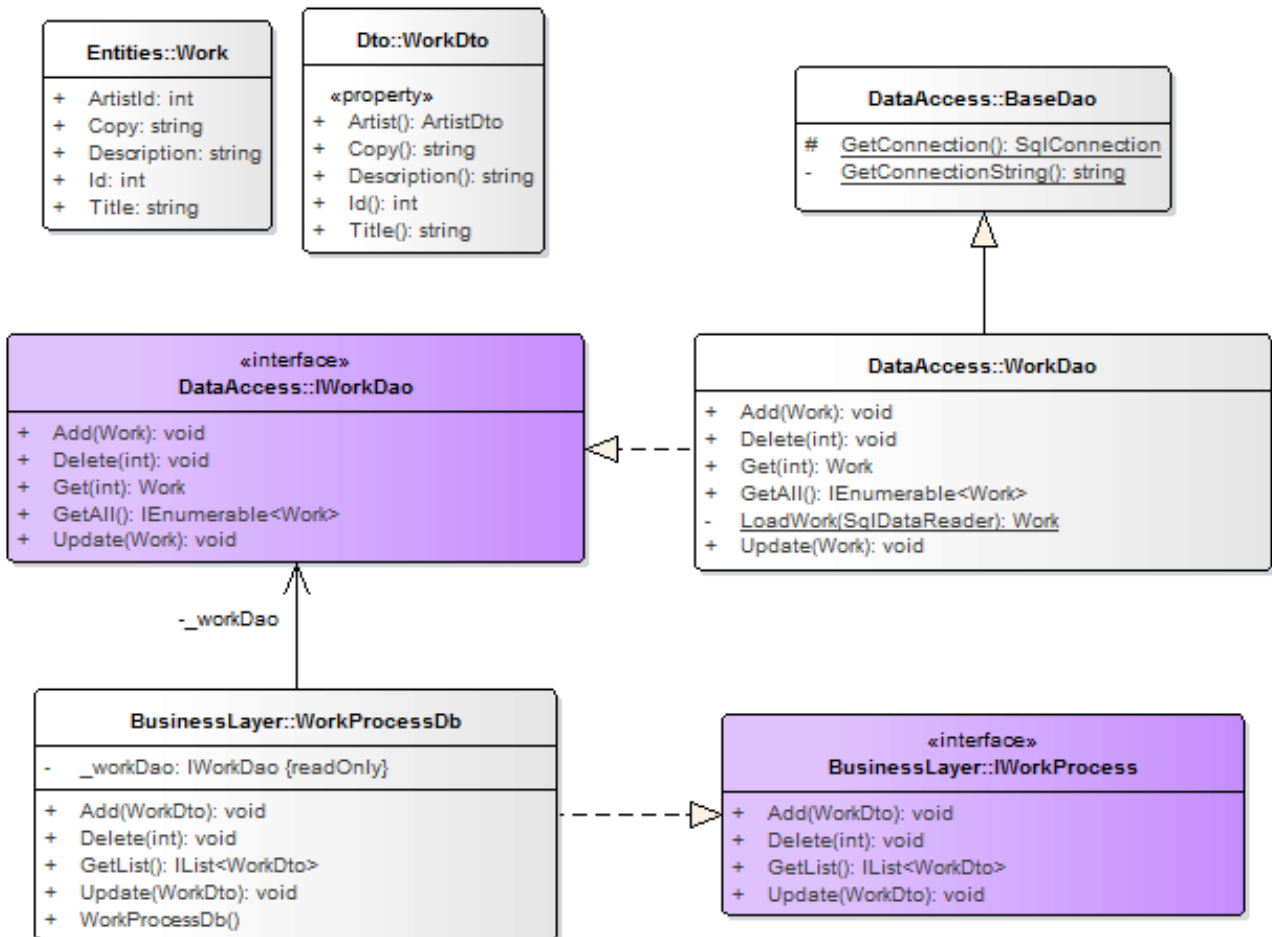 Entities::Work
+ ArtistId: int
+ Copy: string
+ Description: string
+ Id: int
+ Title: string
Dto::WorkDto
«property»
+ Artist(): ArtistDto
+ Copy(): string
+ Description(): string
+ Id(): int
+ Title(): string
DataAccess::BaseDao
# GetConnection(): SqlConnection
- GetConnectionString(): string
«interface»
DataAccess::IWorkDao
+ Add(Work): void
+ Delete(int): void
+ Get(int): Work
+ GetAll(): IEnumerable<Work>
+ Update(Work): void
DataAccess::WorkDao
+ Add(Work): void
+ Delete(int): void
+ Get(int): Work
+ GetAll(): IEnumerable<Work>
- LoadWork(SqlDataReader): Work
+ Update(Work): void
-_workDao
BusinessLayer::WorkProcessDb
- _workDao: IWorkDao {readOnly}
+ Add(WorkDto): void
+ Delete(int): void
+ GetList(): IList<WorkDto>
+ Update(WorkDto): void
+ WorkProcessDb()
«interface»
BusinessLayer::IWorkProcess
+ Add(WorkDto): void
+ Delete(int): void
+ GetList(): IList<WorkDto>
+ Update(WorkDto): void